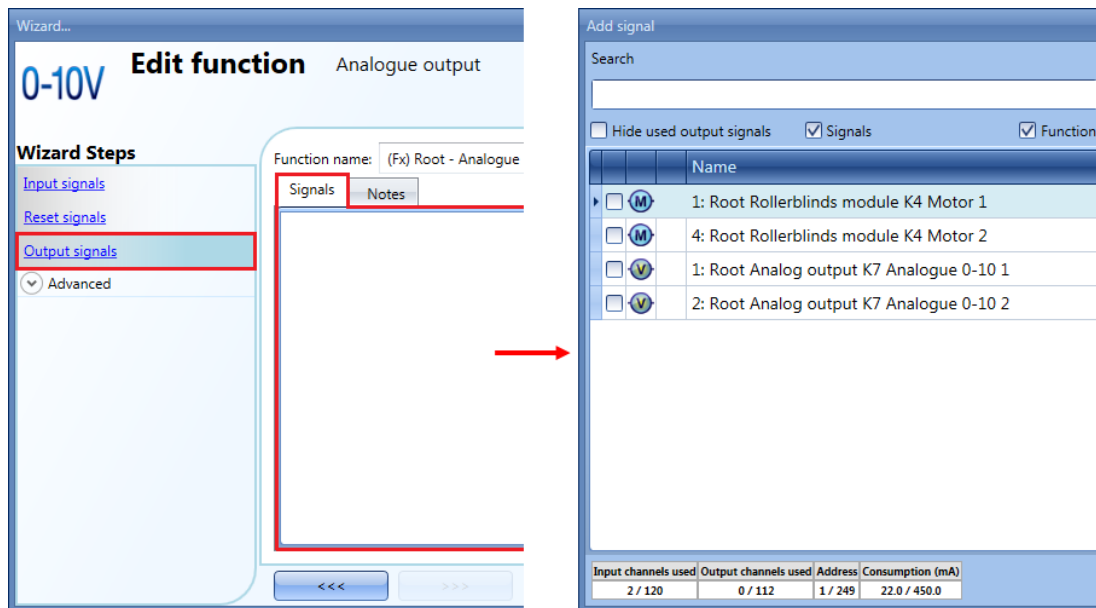 Wizard...
0-10V Edit function Analogue output
Wizard Steps
Input signals
Reset signals
Output signals
Advanced
Function name: (Fx) Root - Analogue
Signals Notes
<<< >>>
Add signal
Search
Hide used output signals Signals Function
Name
M 1: Root Rollerblinds module K4 Motor 1
M 4: Root Rollerblinds module K4 Motor 2
V 1: Root Analog output K7 Analogue 0-10 1
V 2: Root Analog output K7 Analogue 0-10 2
Input channels used Output channels used Address Consumption (mA)
2 / 120 0 / 112 1 / 249 22.0 / 450.0